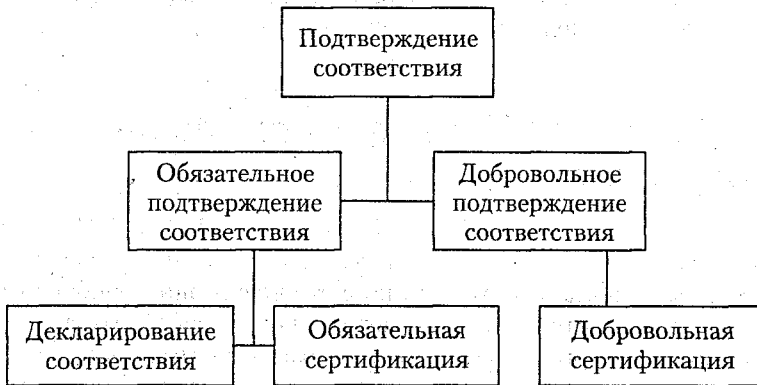 Подтверждение
соответствия
Обязательное
подтверждение
соответствия
Добровольное
подтверждение
соответствия
Декларирование
соответствия
Обязательная
сертификация
Добровольная
сертификация